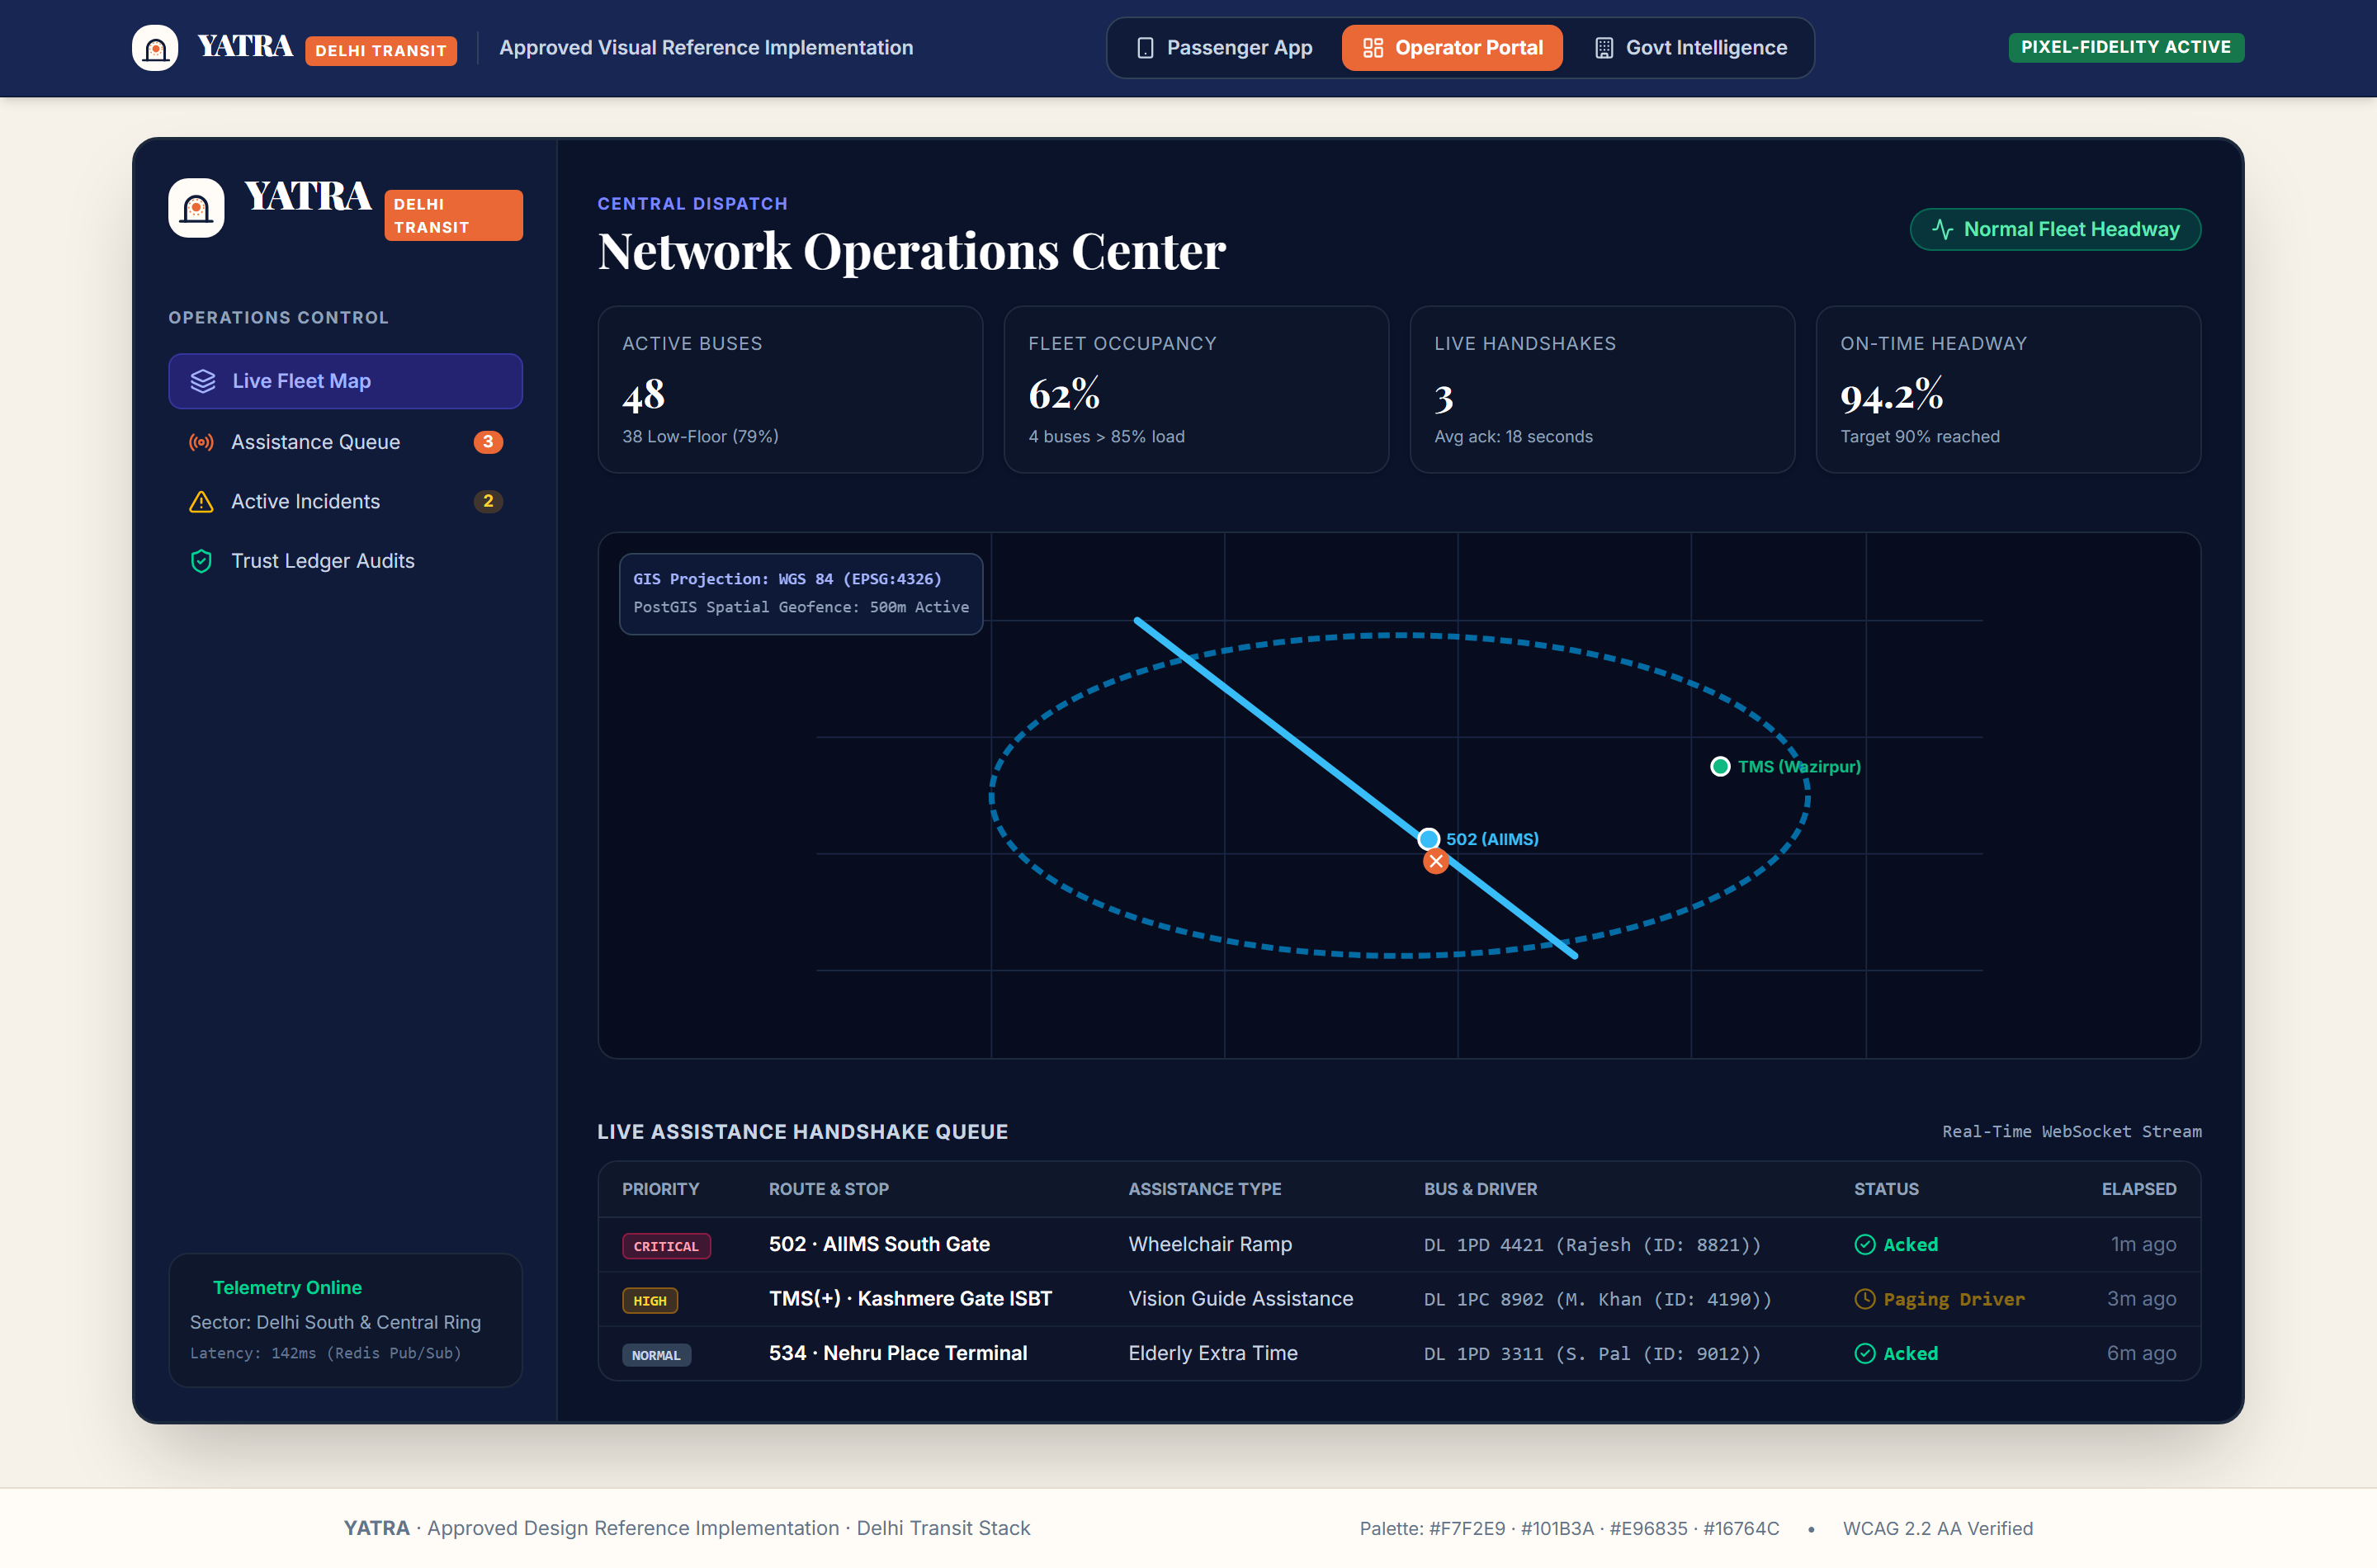 YATRA DELHI TRANSIT Approved Visual Reference Implementation Passenger App Operator Portal Govt Intelligence PIXEL-FIDELITY ACTIVE
YATRA DELHI
TRANSIT
OPERATIONS CONTROL
Live Fleet Map
Assistance Queue 3
Active Incidents 2
Trust Ledger Audits
Telemetry Online
Sector: Delhi South & Central Ring
Latency: 142ms (Redis Pub/Sub)
CENTRAL DISPATCH
Network Operations Center
Normal Fleet Headway
ACTIVE BUSES
48
38 Low-Floor (79%)
FLEET OCCUPANCY
62%
4 buses > 85% load
LIVE HANDSHAKES
3
Avg ack: 18 seconds
ON-TIME HEADWAY
94.2%
Target 90% reached
GIS Projection: WGS 84 (EPSG:4326)
PostGIS Spatial Geofence: 500m Active
TMS (Wazirpur)
502 (AIIMS)
LIVE ASSISTANCE HANDSHAKE QUEUE Real-Time WebSocket Stream
PRIORITY ROUTE & STOP ASSISTANCE TYPE BUS & DRIVER STATUS ELAPSED
CRITICAL 502 · AIIMS South Gate Wheelchair Ramp DL 1PD 4421 (Rajesh (ID: 8821)) Acked 1m ago
HIGH TMS(+) · Kashmere Gate ISBT Vision Guide Assistance DL 1PC 8902 (M. Khan (ID: 4190)) Paging Driver 3m ago
NORMAL 534 · Nehru Place Terminal Elderly Extra Time DL 1PD 3311 (S. Pal (ID: 9012)) Acked 6m ago
YATRA · Approved Design Reference Implementation · Delhi Transit Stack Palette: #F7F2E9 · #101B3A · #E96835 · #16764C • WCAG 2.2 AA Verified